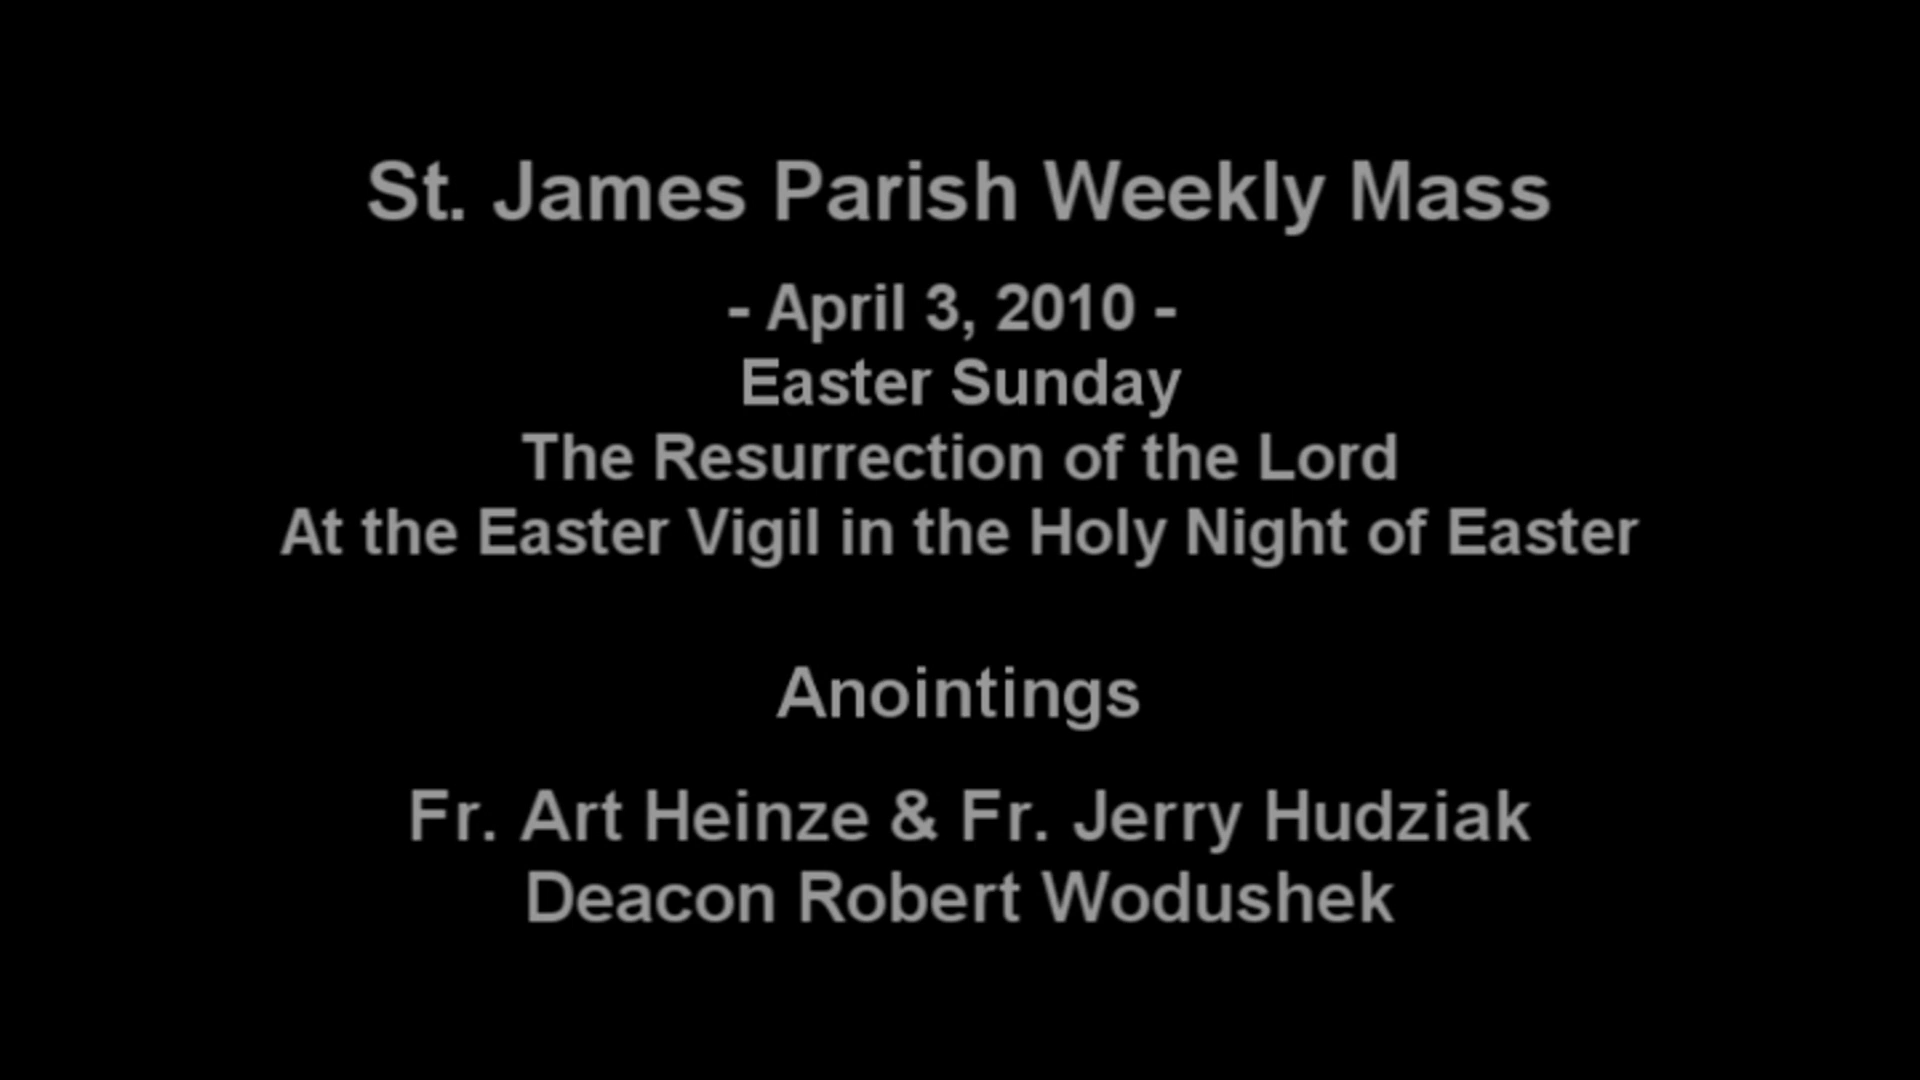 St. James Parish Weekly Mass
- April 3, 2010 -
Easter Sunday
The Resurrection of the Lord
At the Easter Vigil in the Holy Night of Easter
Anointings
Fr. Art Heinze & Fr. Jerry Hudziak
Deacon Robert Wodushek